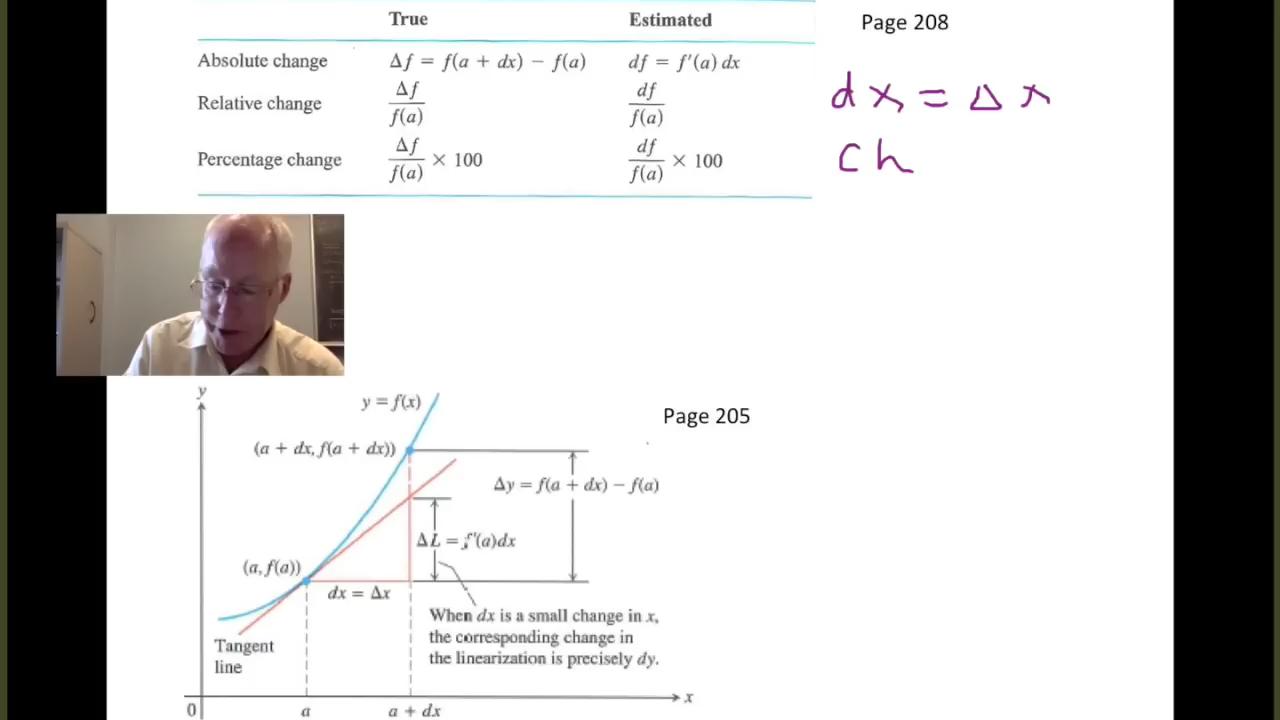 True Estimated
Page 208
Absolute change Δf = f(a + dx) − f(a) df = f'(a) dx
Relative change Δf/f(a) df/f(a)
Percentage change Δf/f(a) × 100 df/f(a) × 100
dx = Δx
Ch
y
y = f(x)
Page 205
(a + dx, f(a + dx))
Δy = f(a + dx) − f(a)
ΔL = f'(a)dx
(a, f(a))
dx = Δx
When dx is a small change in x,
the corresponding change in
the linearization is precisely dy.
Tangent
line
x
0 a a + dx